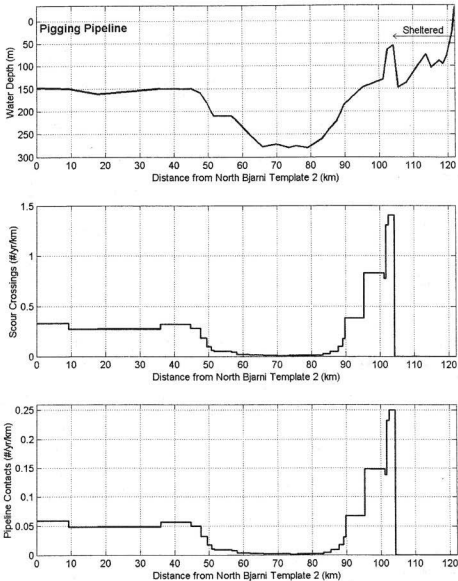 Pigging Pipeline
Sheltered
Water Depth (m)
0
50
100
150
200
250
300
0 10 20 30 40 50 60 70 80 90 100 110 120
Distance from North Bjarni Template 2 (km)
Scour Crossings (#/yr/km)
1.5
1
0.5
0
0 10 20 30 40 50 60 70 80 90 100 110 120
Distance from North Bjarni Template 2 (km)
Pipeline Contacts (#/yr/km)
0.25
0.2
0.15
0.1
0.05
0
0 10 20 30 40 50 60 70 80 90 100 110 120
Distance from North Bjarni Template 2 (km)